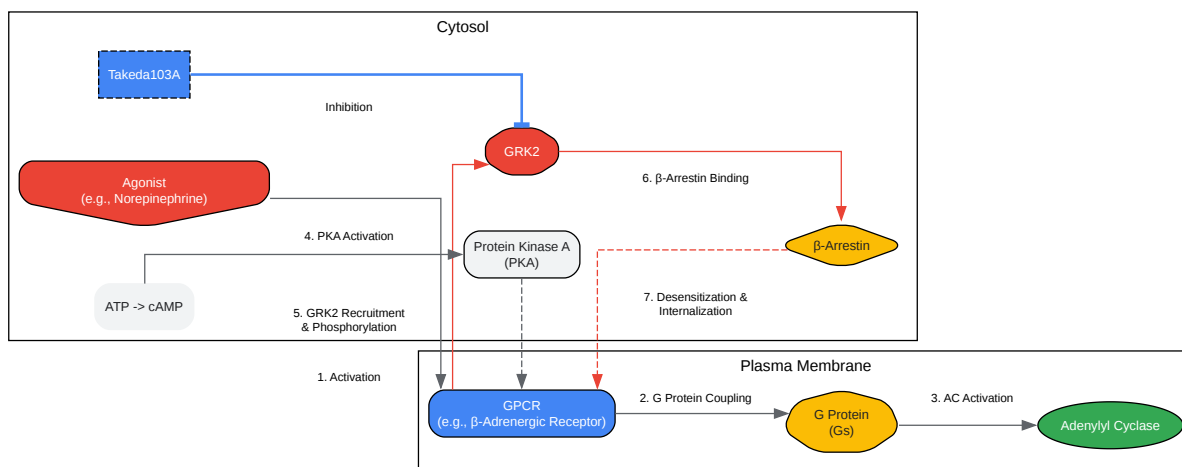 Cytosol
Takeda103A
Inhibition
GRK2
Agonist
(e.g., Norepinephrine)
6. β-Arrestin Binding
4. PKA Activation
Protein Kinase A
(PKA)
β-Arrestin
ATP -> cAMP
5. GRK2 Recruitment
& Phosphorylation
7. Desensitization &
Internalization
Plasma Membrane
1. Activation
GPCR
(e.g., β-Adrenergic Receptor)
2. G Protein Coupling
G Protein
(Gs)
3. AC Activation
Adenylyl Cyclase